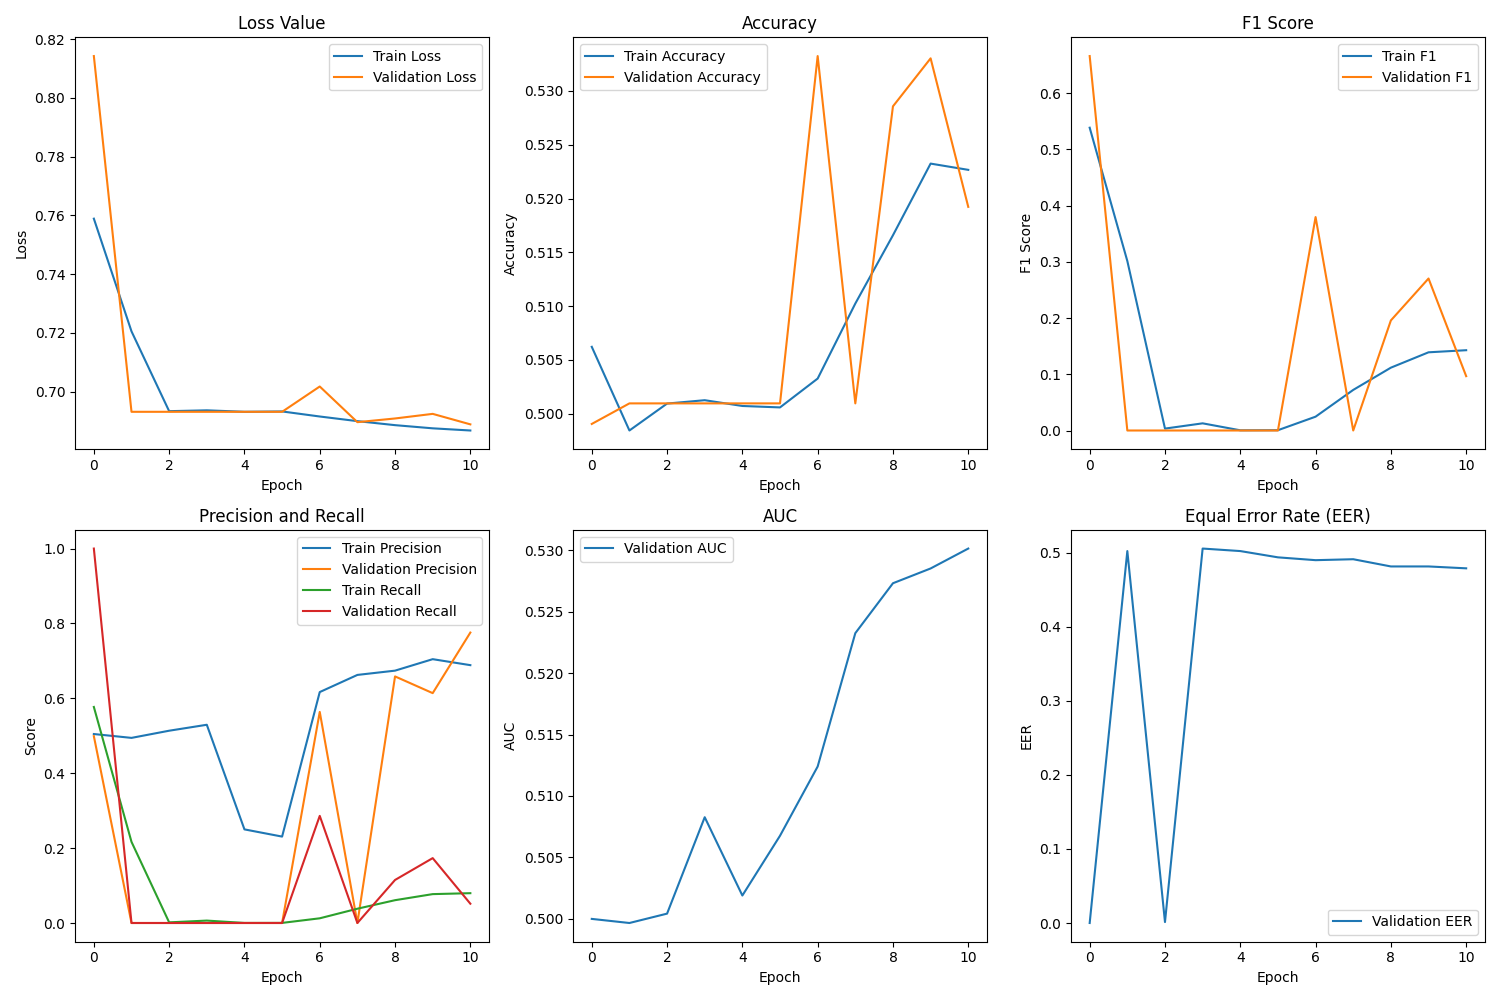 Loss Value
0.82
0.80
0.78
0.76
0.74
0.72
0.70
Loss
Train Loss
Validation Loss
0 2 4 6 8 10
Epoch
Accuracy
0.530
0.525
0.520
0.515
0.510
0.505
0.500
Accuracy
Train Accuracy
Validation Accuracy
0 2 4 6 8 10
Epoch
F1 Score
0.6
0.5
0.4
0.3
0.2
0.1
0.0
F1 Score
Train F1
Validation F1
0 2 4 6 8 10
Epoch
Precision and Recall
1.0
0.8
0.6
0.4
0.2
0.0
Score
Train Precision
Validation Precision
Train Recall
Validation Recall
0 2 4 6 8 10
Epoch
AUC
0.530
0.525
0.520
0.515
0.510
0.505
0.500
AUC
Validation AUC
0 2 4 6 8 10
Epoch
Equal Error Rate (EER)
0.5
0.4
0.3
0.2
0.1
0.0
EER
Validation EER
0 2 4 6 8 10
Epoch